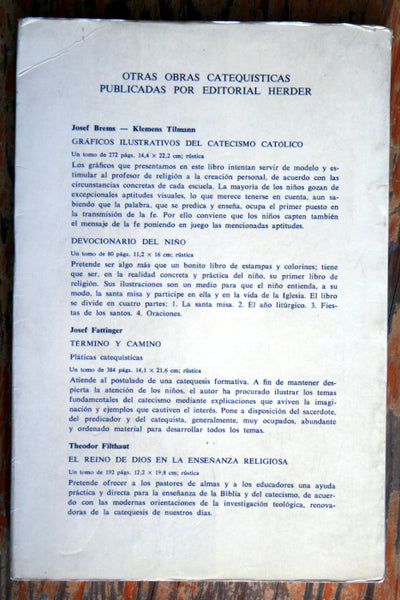 OTRAS OBRAS CATEQUISTICAS
PUBLICADAS POR EDITORIAL HERDER
Josef Brems — Klemens Tilmann
GRÁFICOS ILUSTRATIVOS DEL CATECISMO CATÓLICO
Un tomo de 272 págs. 14,4 × 22,2 cm; rústica
Los gráficos que presentamos en este libro intentan servir de modelo y es-
timular al profesor de religión a la creación personal, de acuerdo con las
circunstancias concretas de cada escuela. La mayoría de los niños gozan de
excepcionales aptitudes visuales, lo que merece tenerse en cuenta, aun sa-
biendo que la palabra, que se predica y enseña, ocupa el primer puesto en
la transmisión de la fe. Por ello conviene que los niños capten también
el mensaje de la fe poniendo en juego las mencionadas aptitudes.
DEVOCIONARIO DEL NIÑO
Un tomo de 80 págs. 11,2 × 16 cm; rústica
Pretende ser algo más que un bonito libro de estampas y colorines; tiene
que ser, en la realidad concreta y práctica del niño, su primer libro de
religión. Sus ilustraciones son un medio para que el niño entienda, a su
modo, la santa misa y participe en ella y en la vida de la Iglesia. El libro
se divide en cuatro partes: 1. La santa misa. 2. El año litúrgico. 3. Fies-
tas de los santos. 4. Oraciones.
Josef Fattinger
TERMINO Y CAMINO
Pláticas catequísticas
Un tomo de 384 págs. 14,1 × 21,6 cm; rústica
Atiende al postulado de una catequesis formativa. A fin de mantener des-
pierta la atención de los niños, el autor ha procurado ilustrar los temas
fundamentales del catecismo mediante explicaciones que aviven la imagi-
nación y ejemplos que cautiven el interés. Pone a disposición del sacerdote,
del predicador y del catequista, generalmente, muy ocupados, abundante
y ordenado material para desarrollar todos los temas.
Theodor Filthaut
EL REINO DE DIOS EN LA ENSEÑANZA RELIGIOSA
Un tomo de 192 págs. 12,2 × 19,8 cm; rústica
Pretende ofrecer a los pastores de almas y a los educadores una ayuda
práctica y directa para la enseñanza de la Biblia y del catecismo, de acuer-
do con las modernas orientaciones de la investigación teológica, renova-
doras de la catequesis de nuestros días.